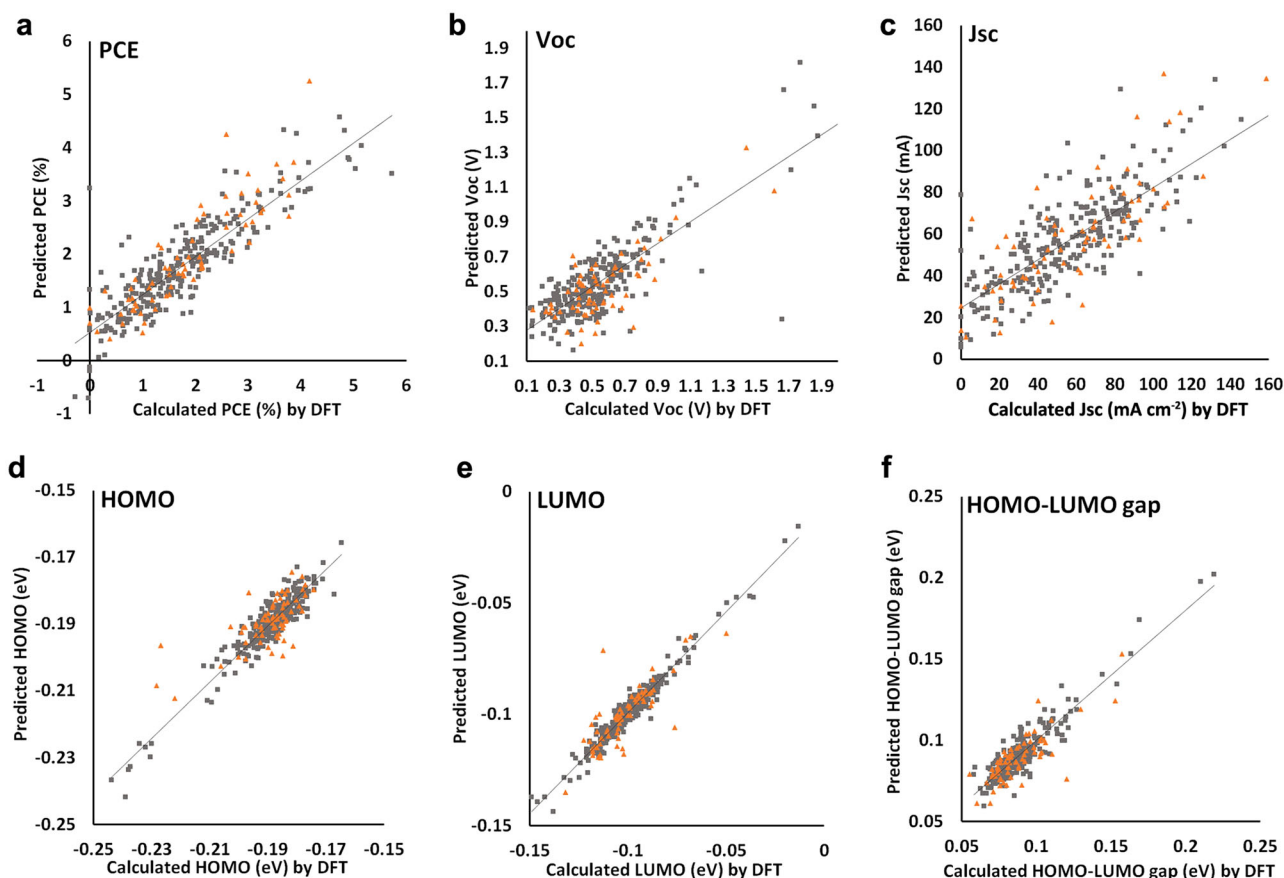 a
PCE
6
5
4
3
2
1
0
-1
-1 0 1 2 3 4 5 6
Predicted PCE (%)
Calculated PCE (%) by DFT
b
Voc
1.9
1.7
1.5
1.3
1.1
0.9
0.7
0.5
0.3
0.1
0.1 0.3 0.5 0.7 0.9 1.1 1.3 1.5 1.7 1.9
Predicted Voc (V)
Calculated Voc (V) by DFT
c
Jsc
160
140
120
100
80
60
40
20
0
0 20 40 60 80 100 120 140 160
Predicted Jsc (mA)
Calculated Jsc (mA cm⁻²) by DFT
d
HOMO
-0.15
-0.17
-0.19
-0.21
-0.23
-0.25
-0.25 -0.23 -0.21 -0.19 -0.17 -0.15
Predicted HOMO (eV)
Calculated HOMO (eV) by DFT
e
LUMO
0
-0.05
-0.1
-0.15
-0.15 -0.1 -0.05 0
Predicted LUMO (eV)
Calculated LUMO (eV) by DFT
f
HOMO-LUMO gap
0.25
0.2
0.15
0.1
0.05
0.05 0.1 0.15 0.2 0.25
Predicted HOMO-LUMO gap (eV)
Calculated HOMO-LUMO gap (eV) by DFT